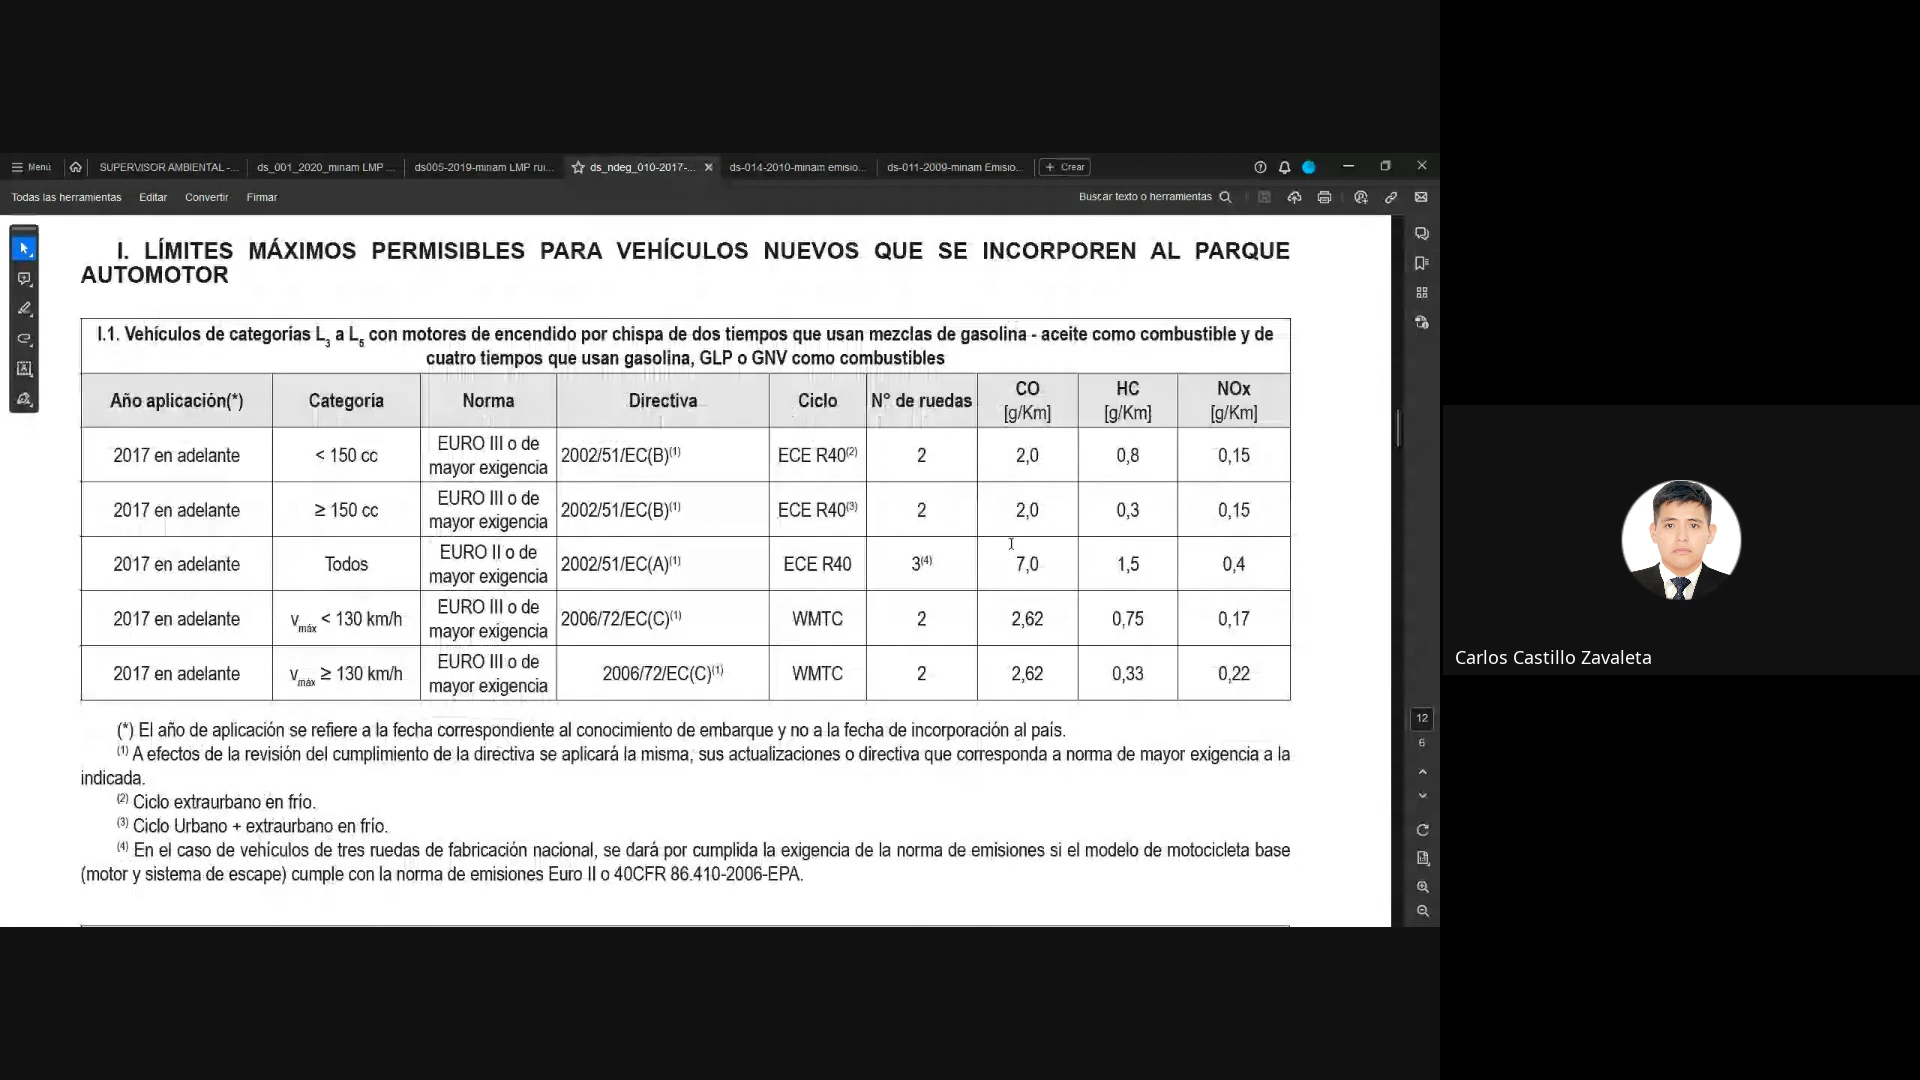 Menú
SUPERVISOR AMBIENTAL -...
ds_001_2020_minam LMP ...
ds005-2019-minam LMP rui...
ds_ndeg_010-2017-...
ds-014-2010-minam emisio...
ds-011-2009-minam Emisio...
+ Crear
Todas las herramientas
Editar
Convertir
Firmar
Buscar texto o herramientas
I. LÍMITES MÁXIMOS PERMISIBLES PARA VEHÍCULOS NUEVOS QUE SE INCORPOREN AL PARQUE
AUTOMOTOR
I.1. Vehículos de categorías L3 a L5 con motores de encendido por chispa de dos tiempos que usan mezclas de gasolina - aceite como combustible y de
cuatro tiempos que usan gasolina, GLP o GNV como combustibles
Año aplicación(*) Categoría Norma Directiva Ciclo N° de ruedas CO [g/Km] HC [g/Km] NOx [g/Km]
2017 en adelante < 150 cc EURO III o de mayor exigencia 2002/51/EC(B)(1) ECE R40(2) 2 2,0 0,8 0,15
2017 en adelante ≥ 150 cc EURO III o de mayor exigencia 2002/51/EC(B)(1) ECE R40(3) 2 2,0 0,3 0,15
2017 en adelante Todos EURO II o de mayor exigencia 2002/51/EC(A)(1) ECE R40 3(4) 7,0 1,5 0,4
2017 en adelante vmáx < 130 km/h EURO III o de mayor exigencia 2006/72/EC(C)(1) WMTC 2 2,62 0,75 0,17
2017 en adelante vmáx ≥ 130 km/h EURO III o de mayor exigencia 2006/72/EC(C)(1) WMTC 2 2,62 0,33 0,22
(*) El año de aplicación se refiere a la fecha correspondiente al conocimiento de embarque y no a la fecha de incorporación al país.
(1) A efectos de la revisión del cumplimiento de la directiva se aplicará la misma, sus actualizaciones o directiva que corresponda a norma de mayor exigencia a la
indicada.
(2) Ciclo extraurbano en frío.
(3) Ciclo Urbano + extraurbano en frío.
(4) En el caso de vehículos de tres ruedas de fabricación nacional, se dará por cumplida la exigencia de la norma de emisiones si el modelo de motocicleta base
(motor y sistema de escape) cumple con la norma de emisiones Euro II o 40CFR 86.410-2006-EPA.
12
6
Carlos Castillo Zavaleta